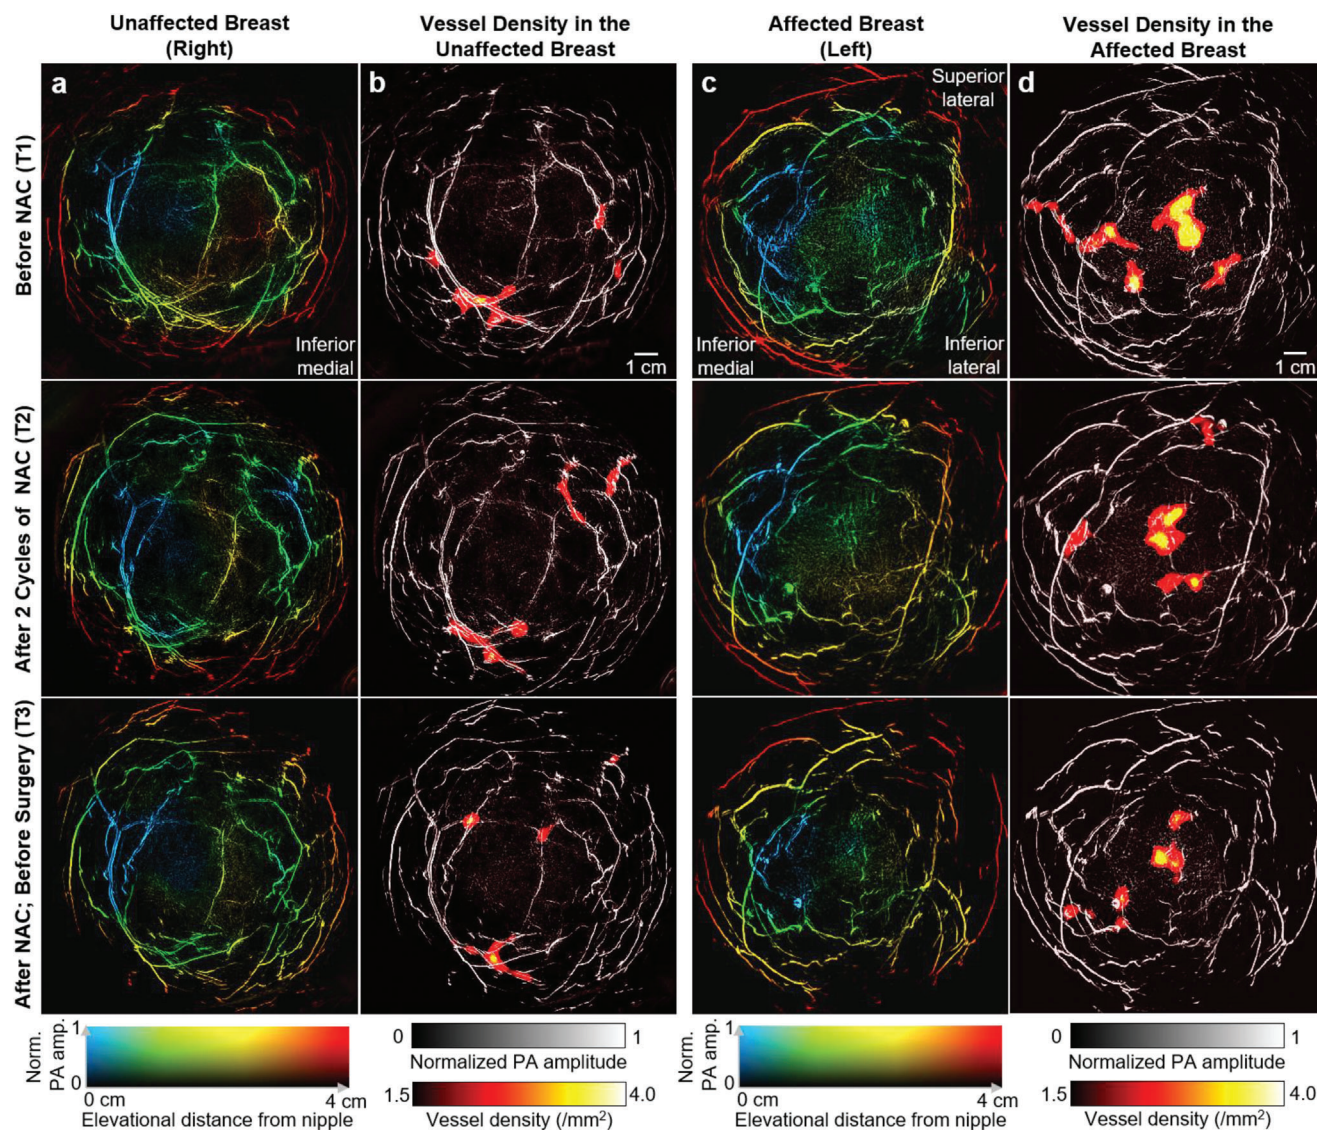 Unaffected Breast
(Right)
Vessel Density in the
Unaffected Breast
Affected Breast
(Left)
Vessel Density in the
Affected Breast
Before NAC (T1)
a
b
c
d
Superior
lateral
Inferior
medial
1 cm
Inferior
medial
Inferior
lateral
1 cm
After 2 Cycles of NAC (T2)
After NAC; Before Surgery (T3)
Norm.
PA amp.
1
0
0 cm
4 cm
Elevational distance from nipple
0
1
Normalized PA amplitude
1.5
4.0
Vessel density (/mm²)
Norm.
PA amp.
1
0
0 cm
4 cm
Elevational distance from nipple
0
1
Normalized PA amplitude
1.5
4.0
Vessel density (/mm²)